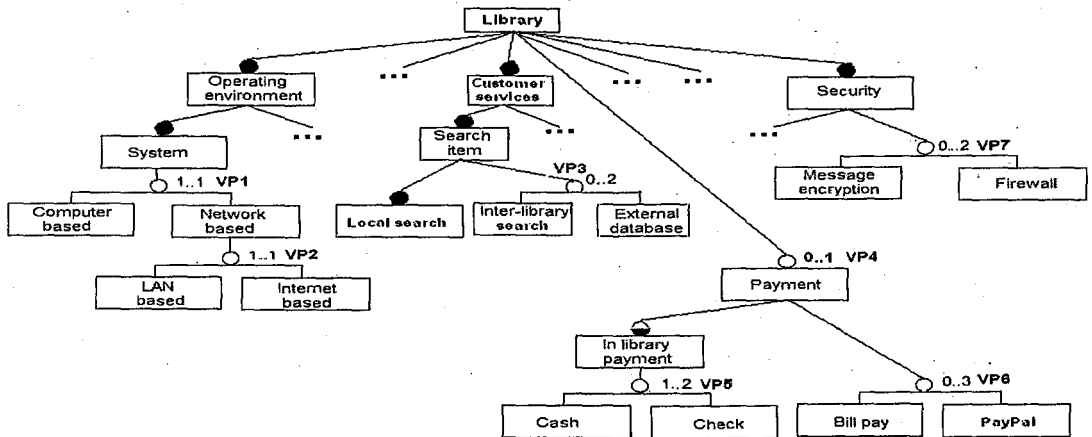 Library
Operating
environment
...
Customer
services
...
...
Security
System
...
Search
item
...
...
0...2 VP7
1..1 VP1
VP3
0..2
Message
encryption
Firewall
Computer
based
Network
based
Local search
Inter-library
search
External
database
1..1 VP2
0..1 VP4
LAN
based
Internet
based
Payment
In library
payment
1..2 VP5
0..3 VP6
Cash
Check
Bill pay
PayPal